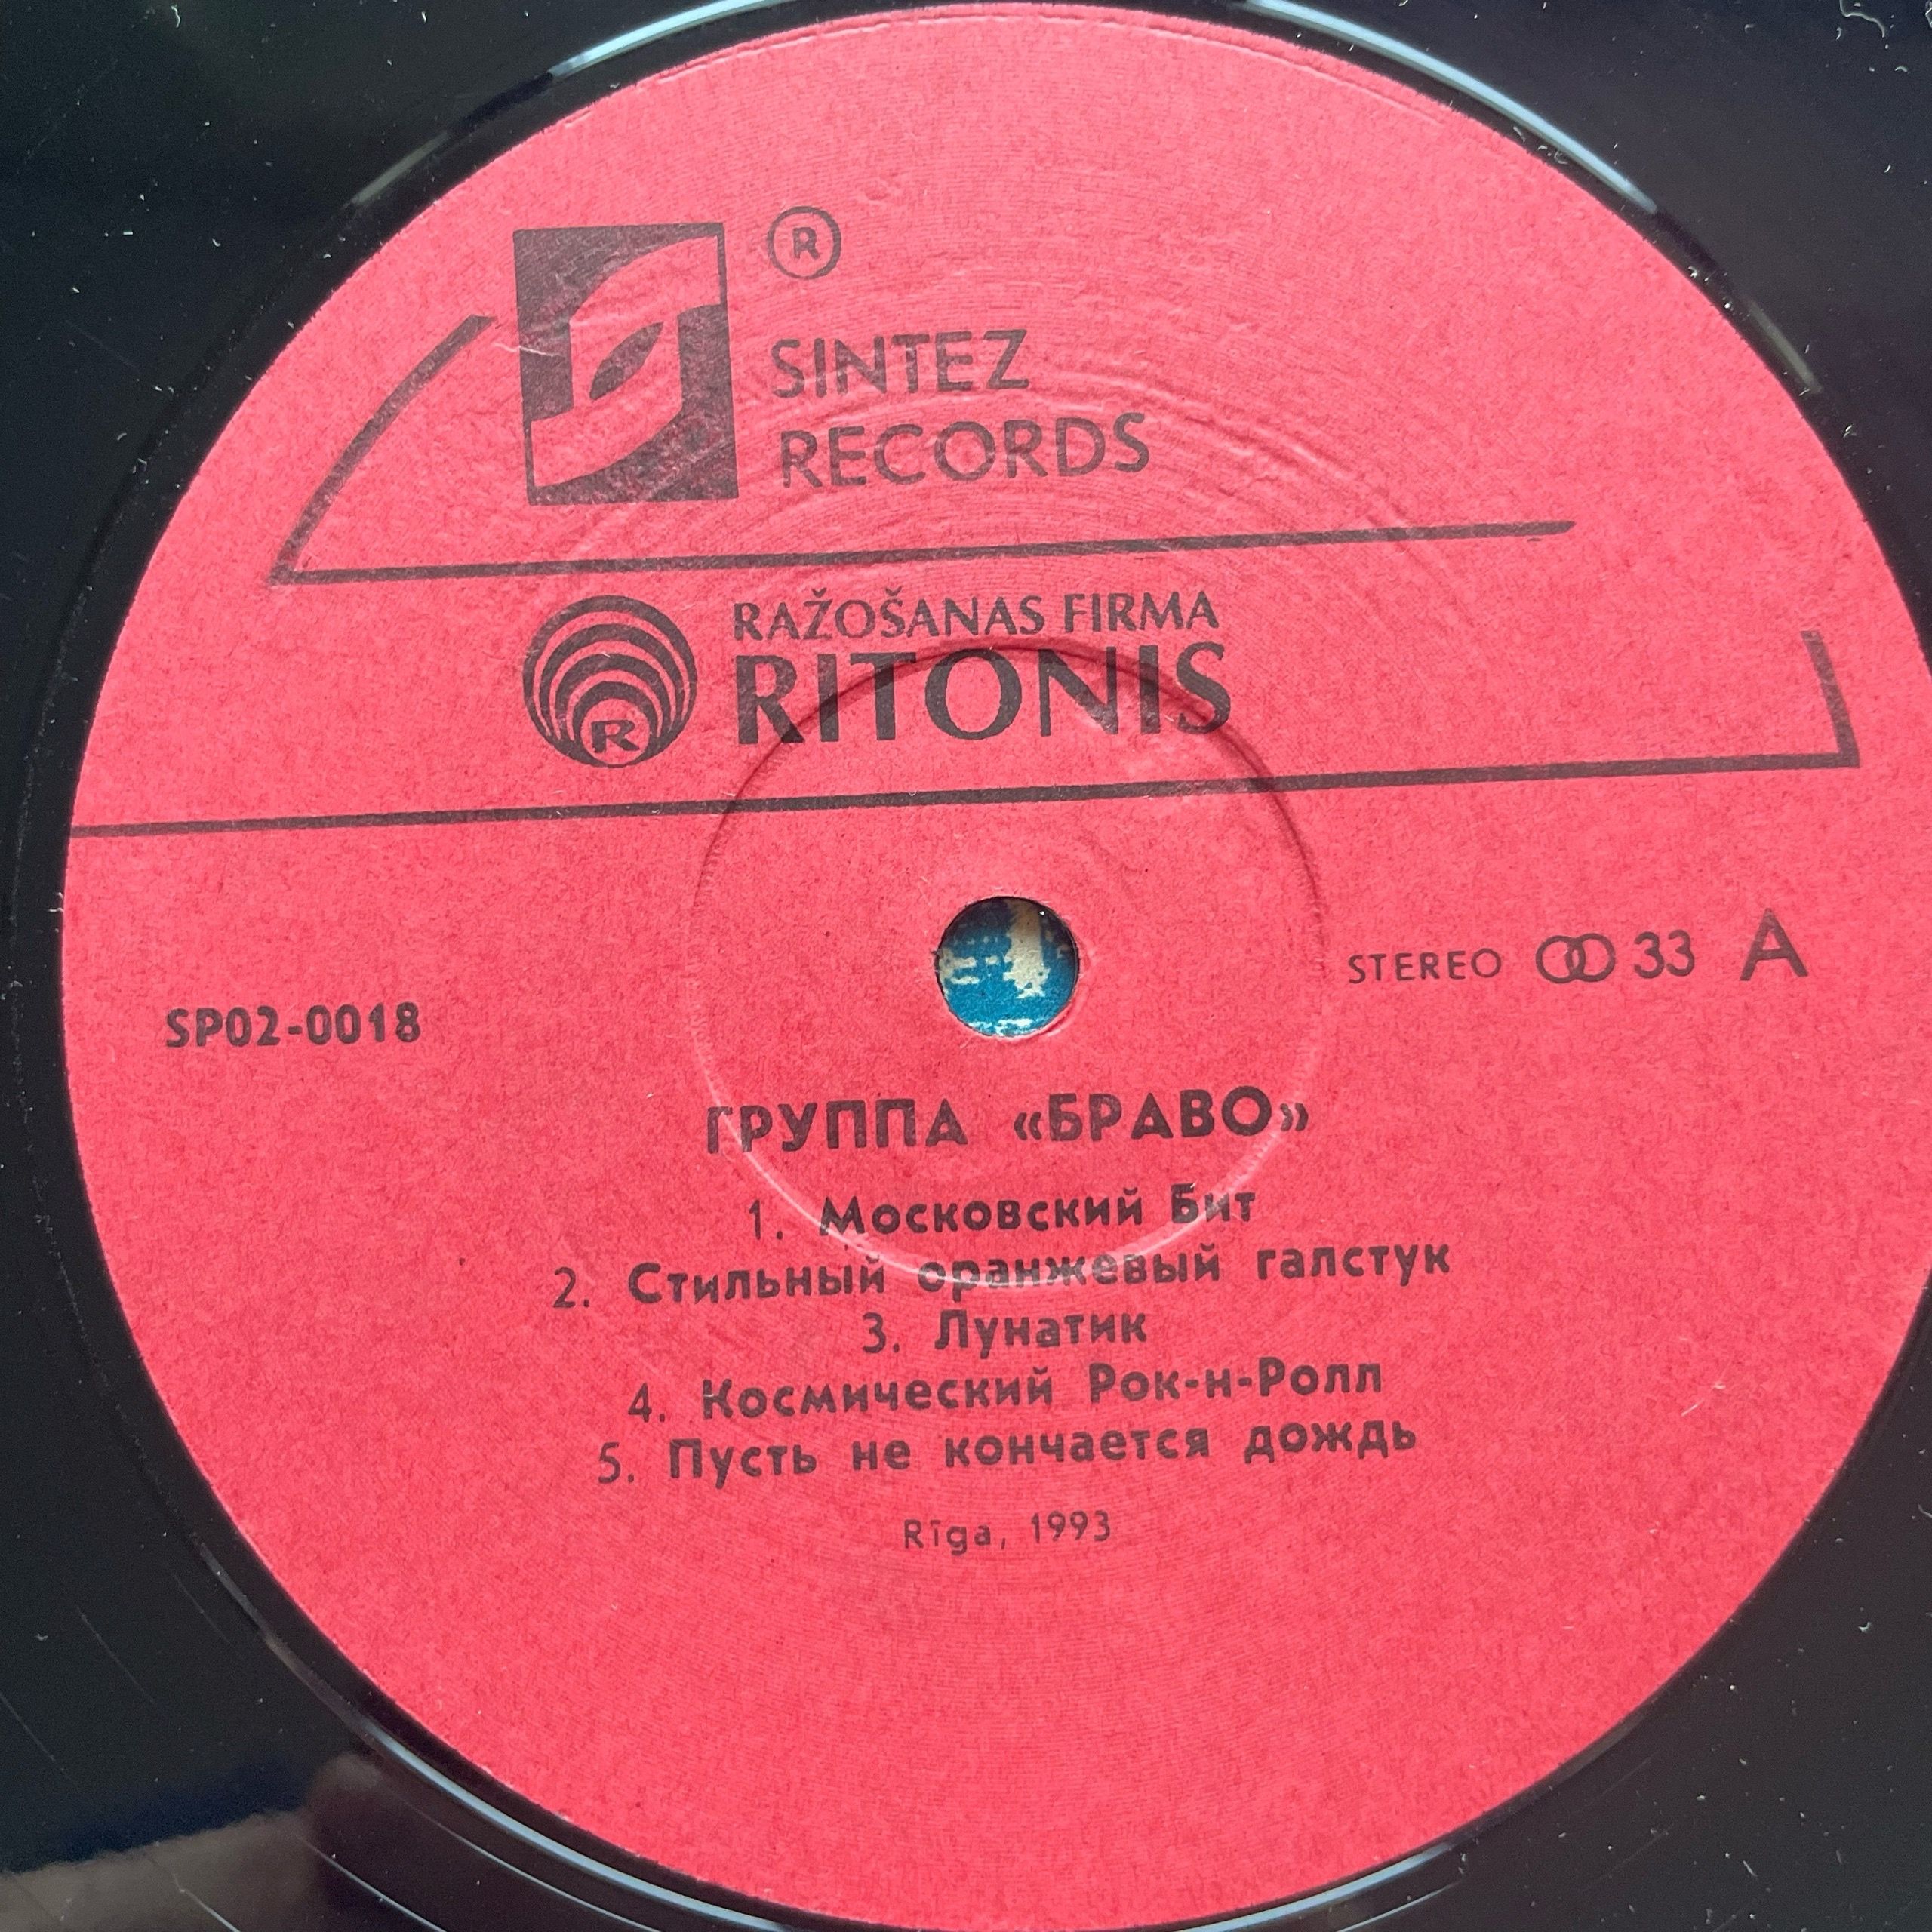 ®
SINTEZ
RECORDS
RAŽOŠANAS FIRMA
RITONIS
R
STEREO 33 A
SP02-0018
ГРУППА «БРАВО»
1. Московский Бит
2. Стильный оранжевый галстук
3. Лунатик
4. Космический Рок-н-Ролл
5. Пусть не кончается дождь
Rīga, 1993